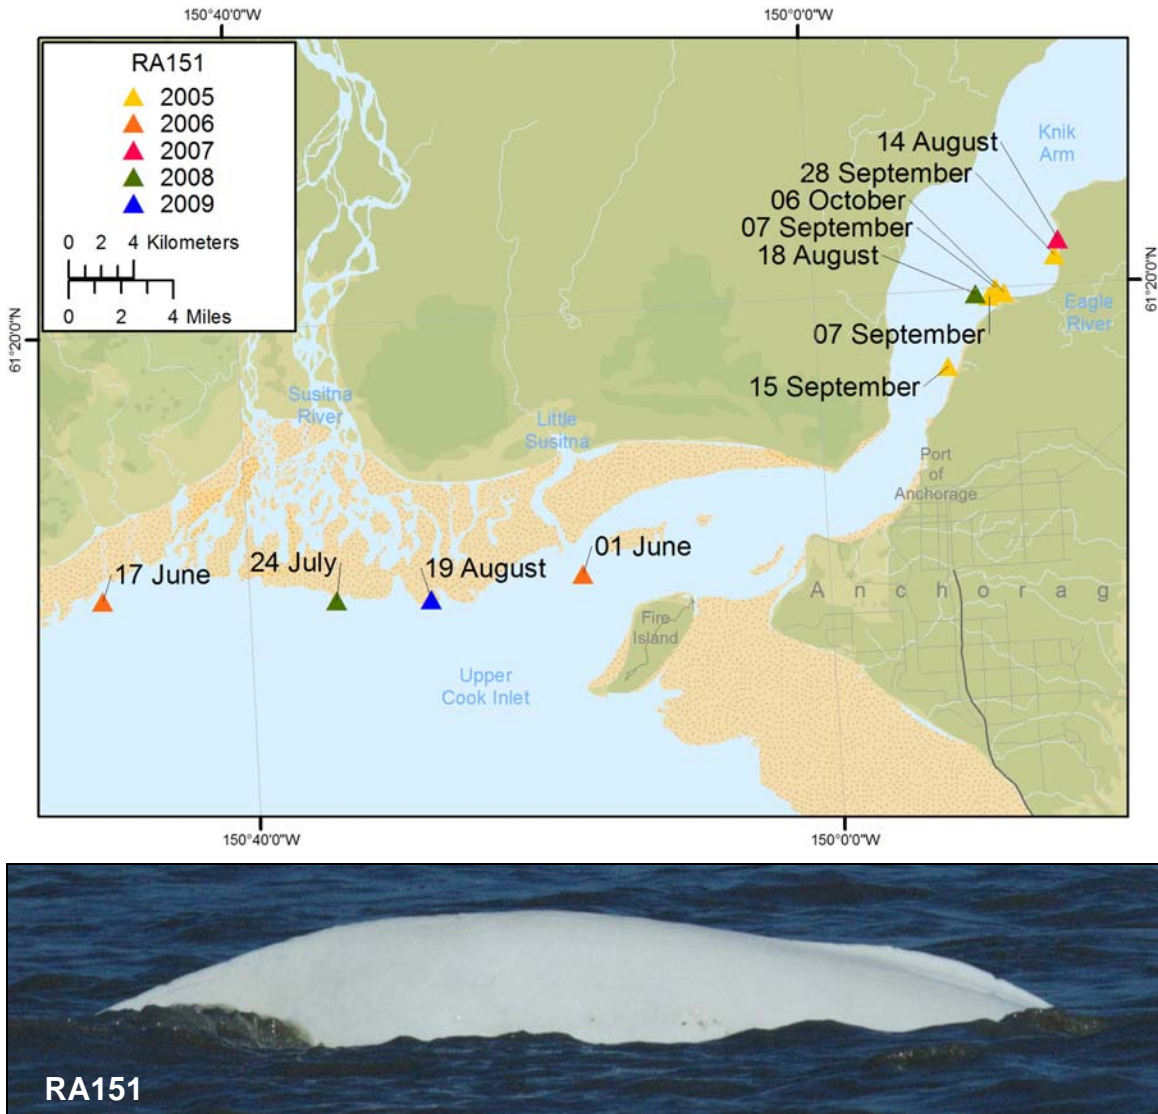 150°40'0"W
150°0'0"W
RA151
2005
2006
2007
2008
2009
0 2 4 Kilometers
0 2 4 Miles
61°20'0"N
61°20'0"N
Knik
Arm
14 August
28 September
06 October
07 September
18 August
Eagle
River
07 September
15 September
Susitna
River
Little
Susitna
Port
of
Anchorage
17 June
24 July
19 August
01 June
Anchorag
Fire
Island
Upper
Cook Inlet
150°40'0"W
150°0'0"W
RA151